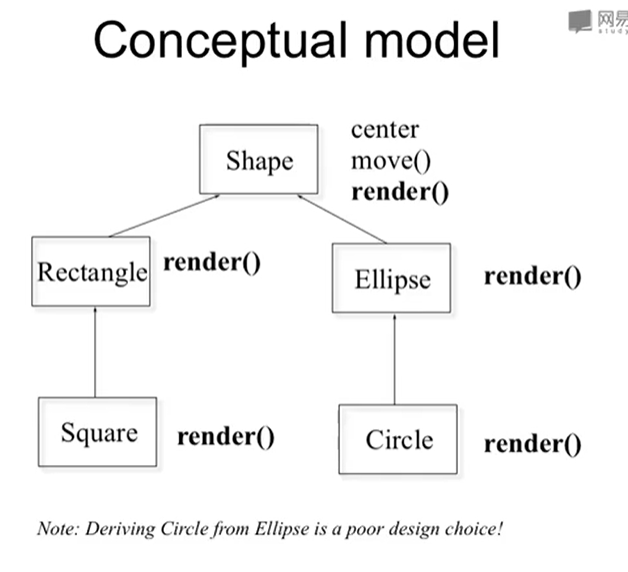 Conceptual model
网易
study
center
Shape
move()
render()
Rectangle
render()
Ellipse
render()
Square
render()
Circle
render()
Note: Deriving Circle from Ellipse is a poor design choice!